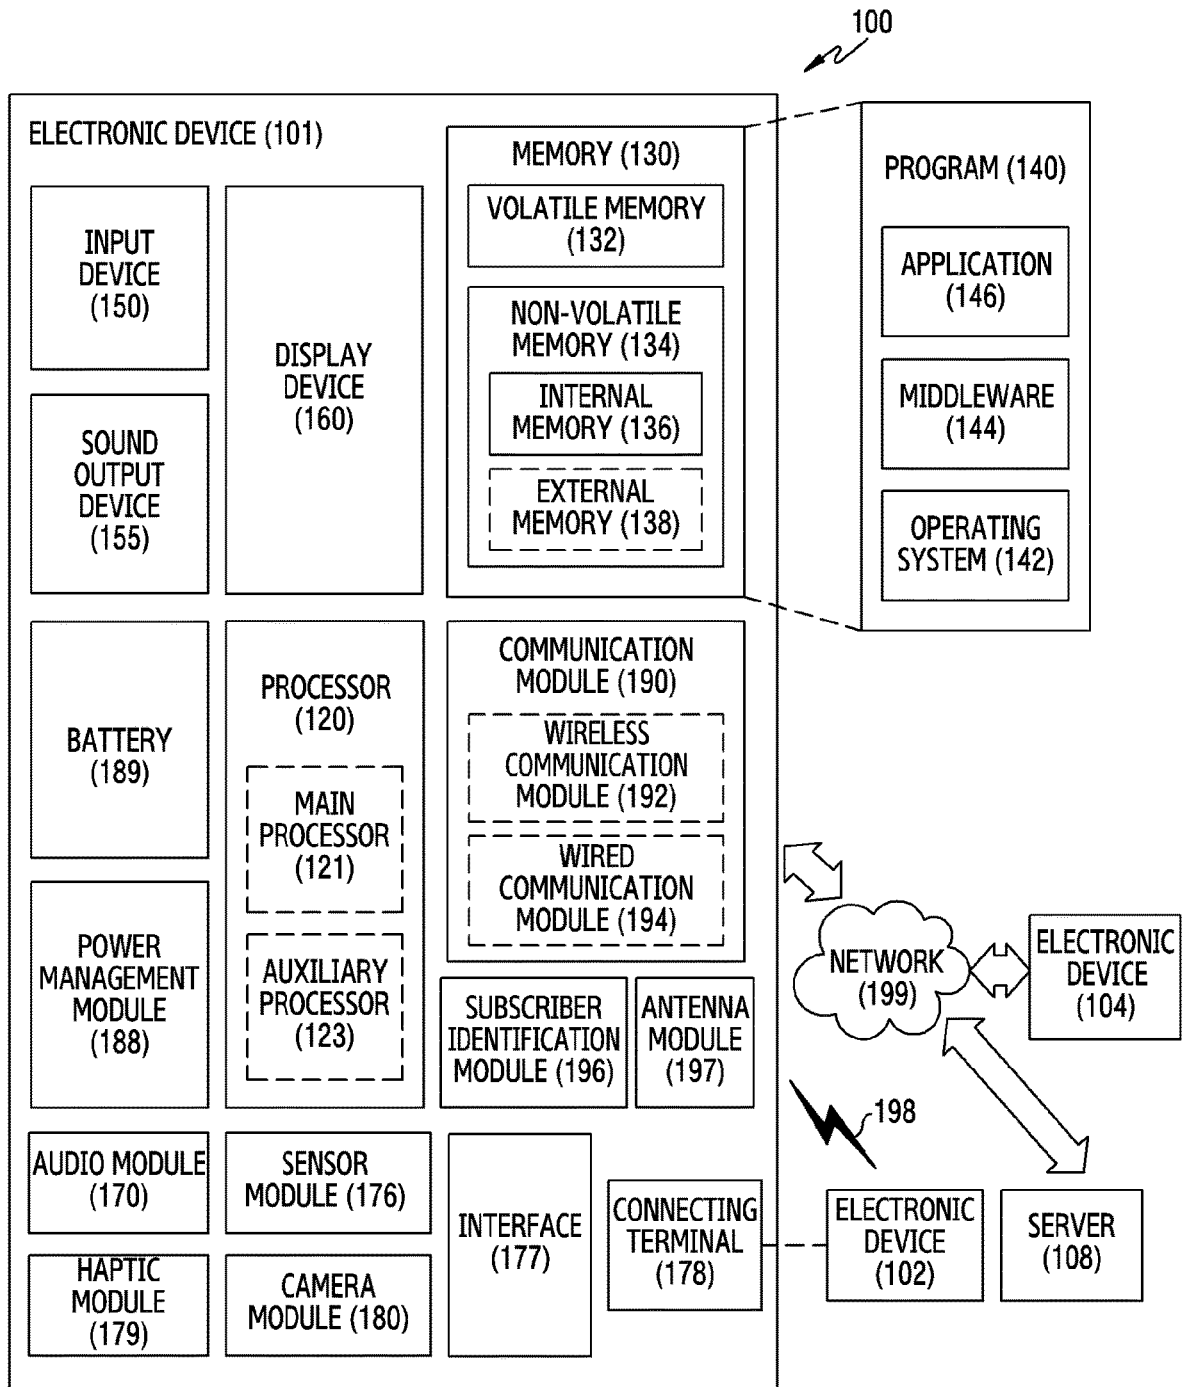 100
ELECTRONIC DEVICE (101)
INPUT
DEVICE
(150)
SOUND
OUTPUT
DEVICE
(155)
DISPLAY
DEVICE
(160)
MEMORY (130)
VOLATILE MEMORY
(132)
NON-VOLATILE
MEMORY (134)
INTERNAL
MEMORY (136)
EXTERNAL
MEMORY (138)
PROGRAM (140)
APPLICATION
(146)
MIDDLEWARE
(144)
OPERATING
SYSTEM (142)
BATTERY
(189)
POWER
MANAGEMENT
MODULE
(188)
PROCESSOR
(120)
MAIN
PROCESSOR
(121)
AUXILIARY
PROCESSOR
(123)
COMMUNICATION
MODULE (190)
WIRELESS
COMMUNICATION
MODULE (192)
WIRED
COMMUNICATION
MODULE (194)
SUBSCRIBER
IDENTIFICATION
MODULE (196)
ANTENNA
MODULE
(197)
NETWORK
(199)
ELECTRONIC
DEVICE
(104)
198
AUDIO MODULE
(170)
SENSOR
MODULE (176)
HAPTIC
MODULE
(179)
CAMERA
MODULE (180)
INTERFACE
(177)
CONNECTING
TERMINAL
(178)
ELECTRONIC
DEVICE
(102)
SERVER
(108)